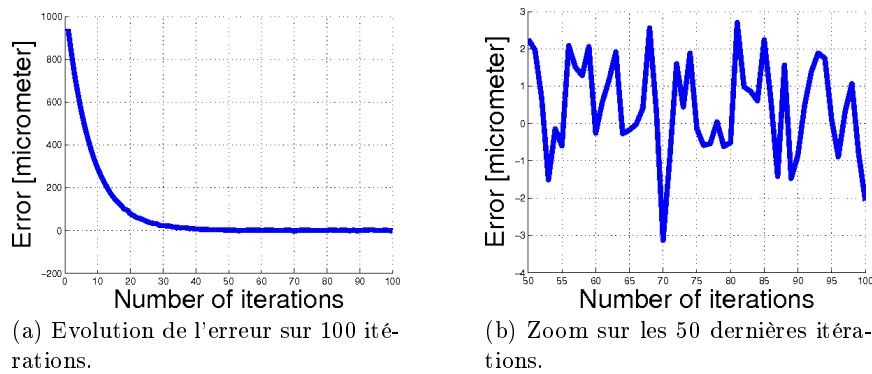 1000
800
600
400
200
0
−200
0 10 20 30 40 50 60 70 80 90 100
Error [micrometer]
Number of iterations
(a) Evolution de l'erreur sur 100 ité-
rations.
3
2
1
0
−1
−2
−3
−4
50 55 60 65 70 75 80 85 90 95 100
Error [micrometer]
Number of iterations
(b) Zoom sur les 50 dernières itéra-
tions.